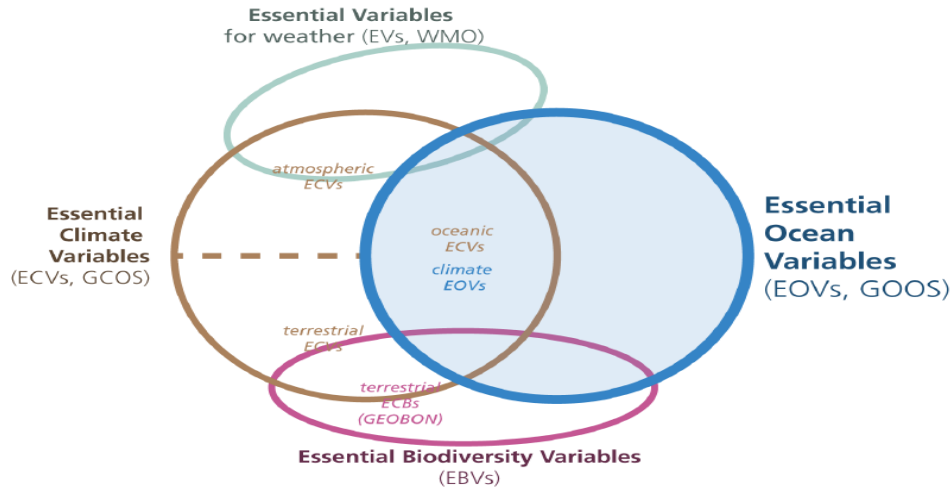 Essential Variables
for weather (EVs, WMO)
atmospheric
ECVs
Essential
Climate
Variables
(ECVs, GCOS)
oceanic
ECVs
climate
EOVs
Essential
Ocean
Variables
(EOVs, GOOS)
terrestrial
ECVs
terrestrial
ECBs
(GEOBON)
Essential Biodiversity Variables
(EBVs)